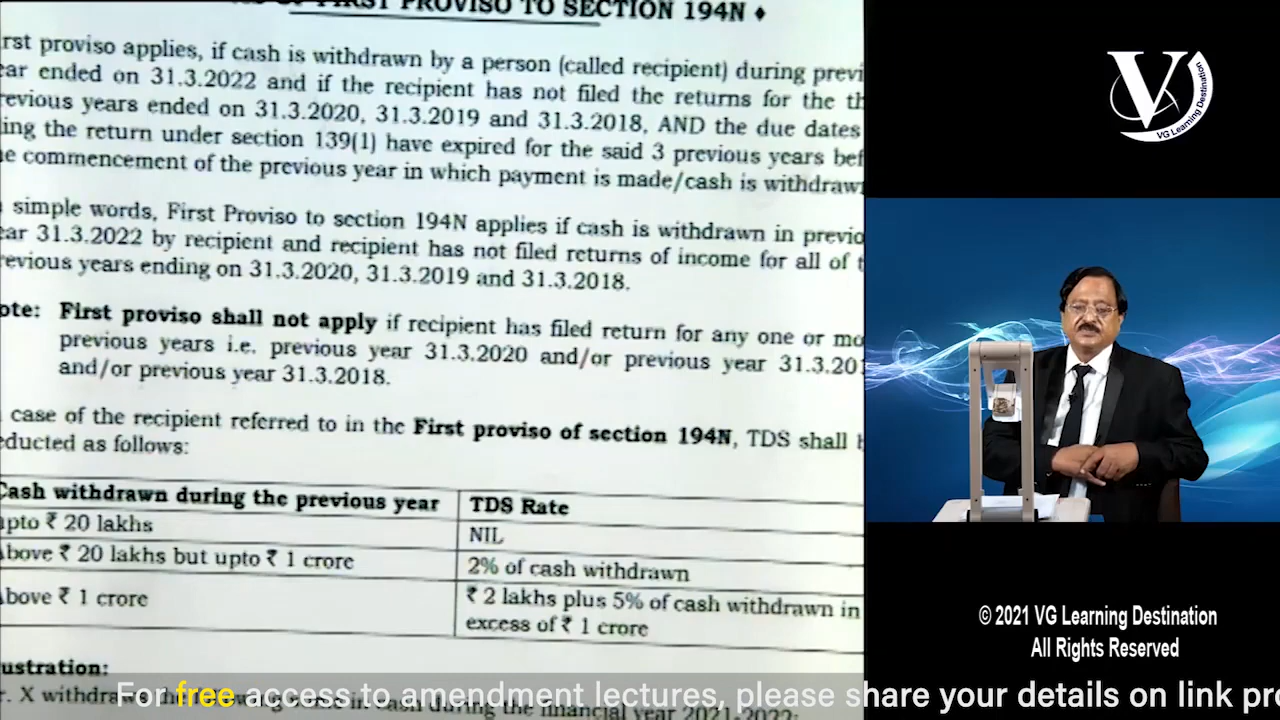 FIRST PROVISO TO SECTION 194N ♦
rst proviso applies, if cash is withdrawn by a person (called recipient) during previ
ear ended on 31.3.2022 and if the recipient has not filed the returns for the th
revious years ended on 31.3.2020, 31.3.2019 and 31.3.2018, AND the due dates
ing the return under section 139(1) have expired for the said 3 previous years bef
e commencement of the previous year in which payment is made/cash is withdraw
simple words, First Proviso to section 194N applies if cash is withdrawn in previo
ear 31.3.2022 by recipient and recipient has not filed returns of income for all of t
revious years ending on 31.3.2020, 31.3.2019 and 31.3.2018.
ote: First proviso shall not apply if recipient has filed return for any one or mo
previous years i.e. previous year 31.3.2020 and/or previous year 31.3.201
and/or previous year 31.3.2018.
case of the recipient referred to in the First proviso of section 194N, TDS shall b
educted as follows:
Cash withdrawn during the previous year TDS Rate
upto ₹ 20 lakhs NIL
Above ₹ 20 lakhs but upto ₹ 1 crore 2% of cash withdrawn
Above ₹ 1 crore ₹ 2 lakhs plus 5% of cash withdrawn in
excess of ₹ 1 crore
ustration:
r. X withdraws in cash during the financial year 2021-2022:
For free access to amendment lectures, please share your details on link pro
V
VG Learning Destination
© 2021 VG Learning Destination
All Rights Reserved